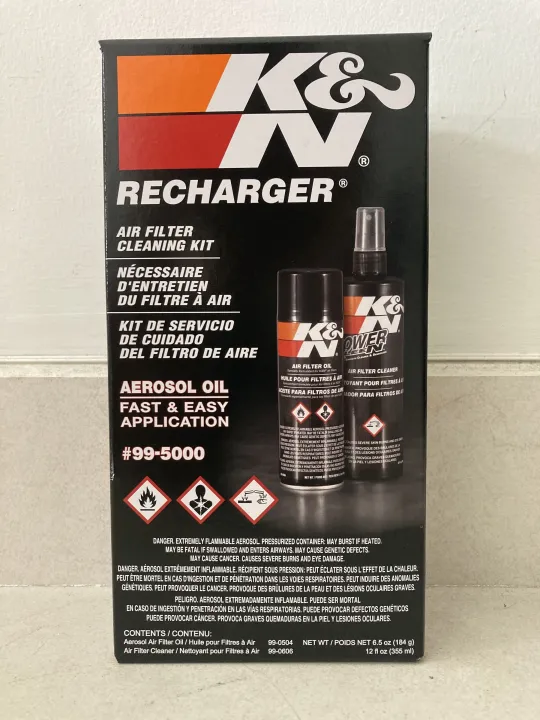 K&N®
RECHARGER®
AIR FILTER
CLEANING KIT
NÉCESSAIRE
D'ENTRETIEN
DU FILTRE À AIR
KIT DE SERVICIO
DE CUIDADO
DEL FILTRO DE AIRE
AEROSOL OIL
FAST & EASY
APPLICATION
#99-5000
K&N
AIR FILTER OIL
HUILE POUR FILTRES À AIR
ACEITE PARA FILTROS DE AIRE
K&N
POWER
AIR FILTER CLEANER
DANGER. EXTREMELY FLAMMABLE AEROSOL. PRESSURIZED CONTAINER: MAY BURST IF HEATED.
MAY BE FATAL IF SWALLOWED AND ENTERS AIRWAYS. MAY CAUSE GENETIC DEFECTS.
MAY CAUSE CANCER. CAUSES SEVERE BURNS AND EYE DAMAGE.
DANGER. AÉROSOL EXTRÊMEMENT INFLAMMABLE. RÉCIPIENT SOUS PRESSION: PEUT ÉCLATER SOUS L'EFFET DE LA CHALEUR.
PEUT ÊTRE MORTEL EN CAS D'INGESTION ET DE PÉNÉTRATION DANS LES VOIES RESPIRATOIRES. PEUT INDUIRE DES ANOMALIES
GÉNÉTIQUES. PEUT PROVOQUER LE CANCER. PROVOQUE DES BRÛLURES DE LA PEAU ET DES LÉSIONS OCULAIRES GRAVES.
PELIGRO. AEROSOL EXTREMADAMENTE INFLAMABLE. PUEDE SER MORTAL
EN CASO DE INGESTIÓN Y PENETRACIÓN EN LAS VÍAS RESPIRATORIAS. PUEDE PROVOCAR DEFECTOS GENÉTICOS
PUEDE PROVOCAR CÁNCER. PROVOCA GRAVES QUEMADURAS EN LA PIEL Y LESIONES OCULARES.
CONTENTS / CONTENU:
Aerosol Air Filter Oil / Huile pour Filtres à Air 99-0504 NET WT / POIDS NET 6.5 oz (184 g)
Air Filter Cleaner / Nettoyant pour Filtres à Air 99-0606 12 fl oz (355 ml)